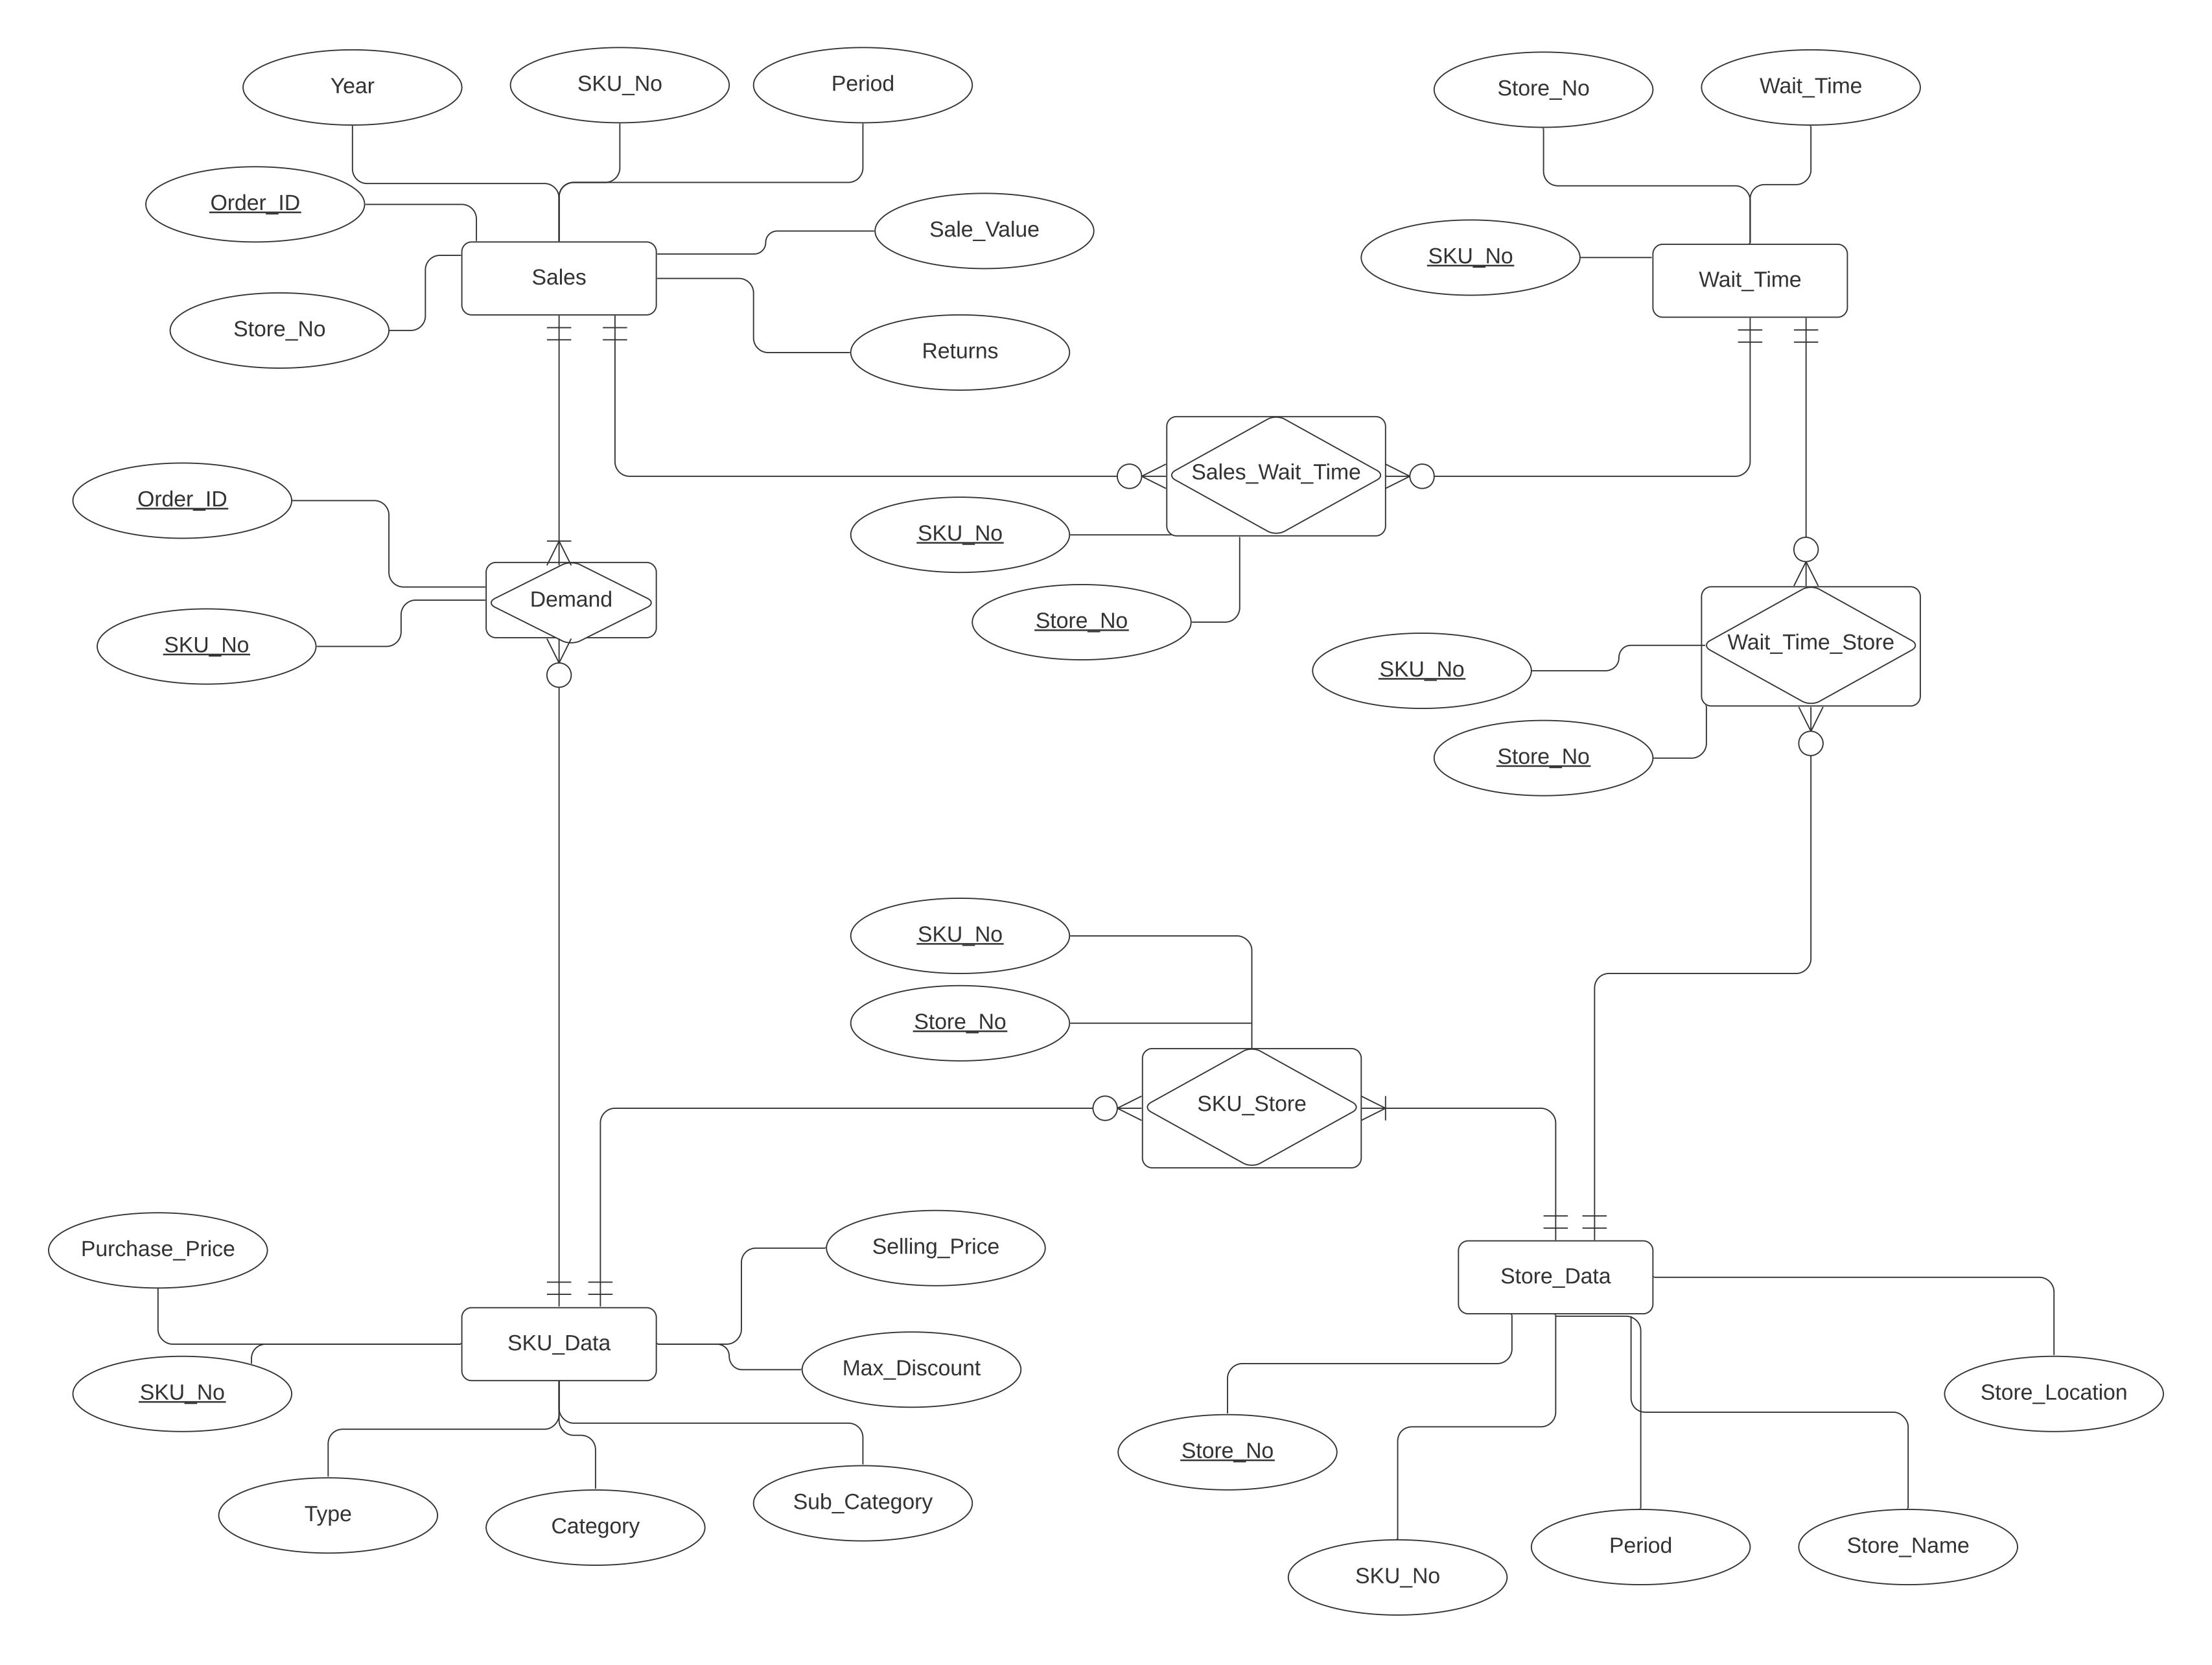 Year
SKU_No
Period
Store_No
Wait_Time
Order_ID
Sale_Value
SKU_No
Sales
Wait_Time
Store_No
Returns
Sales_Wait_Time
Order_ID
SKU_No
Demand
Store_No
SKU_No
Wait_Time_Store
SKU_No
Store_No
SKU_No
Store_No
SKU_Store
Purchase_Price
Selling_Price
Store_Data
SKU_Data
Max_Discount
SKU_No
Store_Location
Store_No
Type
Category
Sub_Category
SKU_No
Period
Store_Name